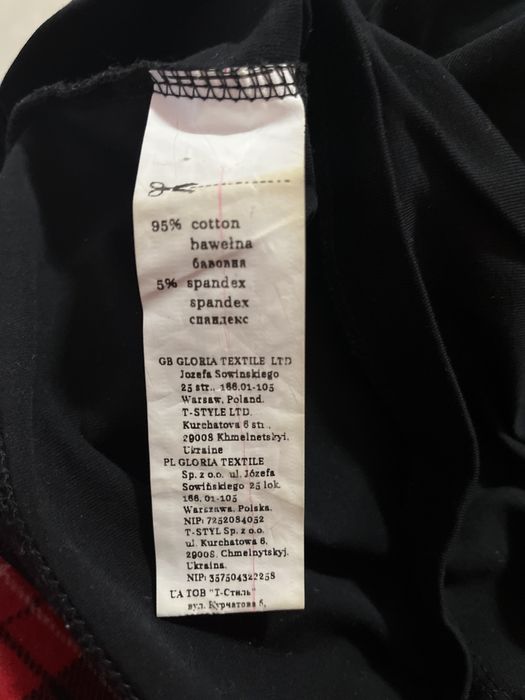 95% cotton
bawełna
бавовна
5% spandex
spandex
спандекс
GB GLORIA TEXTILE LTD
Jozefa Sowinskiego
25 str., 166.01-105
Warsaw, Poland.
T-STYLE LTD.
Kurchatova 6 str.,
29008 Khmelnetskyi,
Ukraine
PL GLORIA TEXTILE
Sp. z o.o. ul. Józefa
Sowińskiego 25 lok.
166, 01-105
Warszawa, Polska.
NIP: 7252084052
T-STYL Sp. z o.o.
ul. Kurchatowa 6,
29008, Chmelnytskyj,
Ukraina.
NIP: 357504322258
UA ТОВ "Т-Стиль"
вул. Курчатова 6,